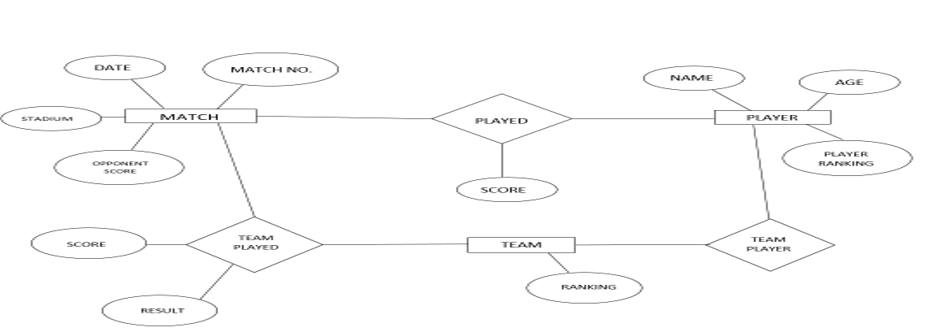 DATE
MATCH NO.
NAME
AGE
STADIUM
MATCH
PLAYED
PLAYER
OPPONENT
SCORE
PLAYER
RANKING
SCORE
SCORE
TEAM
PLAYED
TEAM
TEAM
PLAYER
RANKING
RESULT